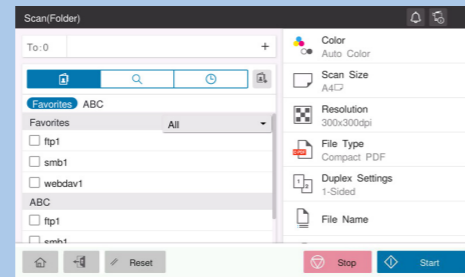 Scan(Folder)
To:0
+
Favorites ABC
Favorites
All
ftp1
smb1
webdav1
ABC
ftp1
smb1
Reset
Color
Auto Color
Scan Size
A4
Resolution
300x300dpi
File Type
Compact PDF
Duplex Settings
1-Sided
File Name
Stop
Start